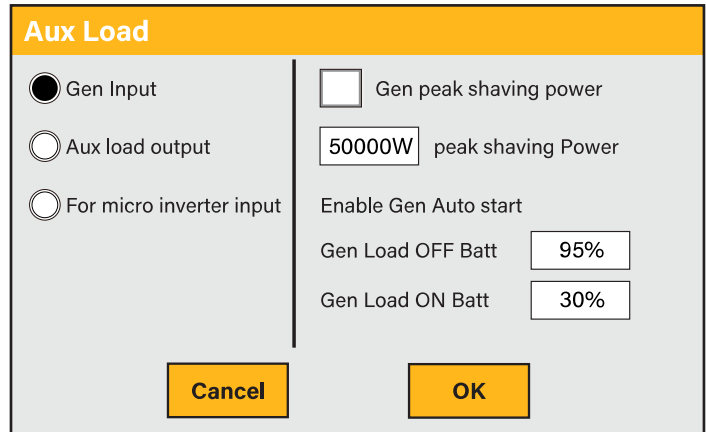 Aux Load
Gen Input
Aux load output
For micro inverter input
Gen peak shaving power
50000W peak shaving Power
Enable Gen Auto start
Gen Load OFF Batt 95%
Gen Load ON Batt 30%
Cancel
OK